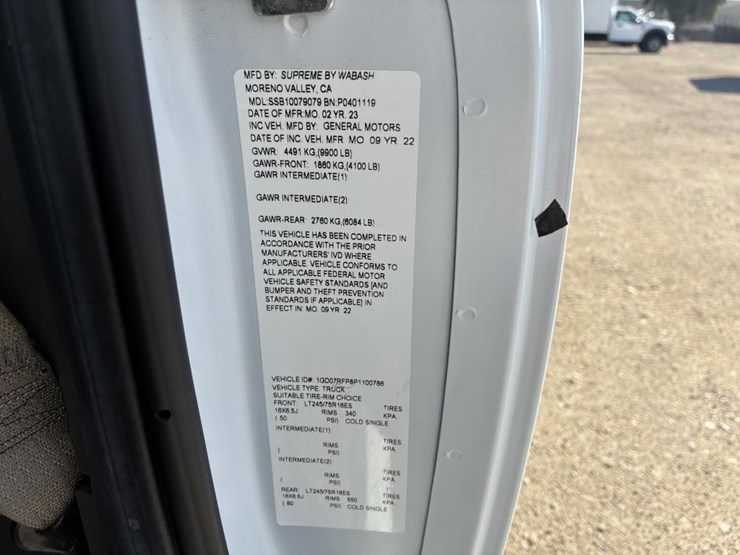 MFD BY: SUPREME BY WABASH
MORENO VALLEY, CA
MDL:SSB10079079 BN:P0401119
DATE OF MFR:MO. 02 YR. 23
INC VEH. MFD BY: GENERAL MOTORS
DATE OF INC. VEH. MFR MO 09 YR 22
GVWR: 4491 KG,(9900 LB)
GAWR-FRONT: 1860 KG,(4100 LB)
GAWR INTERMEDIATE(1)
GAWR INTERMEDIATE(2)
GAWR-REAR 2760 KG,(6084 LB)
THIS VEHICLE HAS BEEN COMPLETED IN
ACCORDANCE WITH THE PRIOR
MANUFACTURERS' IVD WHERE
APPLICABLE. VEHICLE CONFORMS TO
ALL APPLICABLE FEDERAL MOTOR
VEHICLE SAFETY STANDARDS [AND
BUMPER AND THEFT PREVENTION
STANDARDS IF APPLICABLE] IN
EFFECT IN: MO. 09 YR. 22
VEHICLE ID#: 1GD07RFP8P1100786
VEHICLE TYPE: TRUCK
SUITABLE TIRE-RIM CHOICE
FRONT: LT245/75R16ES TIRES
16X6.5J RIMS 340 KPA
( 50 PSI) COLD SINGLE
INTERMEDIATE(1)
TIRES
RIMS KPA
( PSI)
INTERMEDIATE(2)
TIRES
RIMS KPA
( PSI)
REAR LT245/75R16ES TIRES
16X6.5J RIMS 550 KPA
( 80 PSI) COLD SINGLE